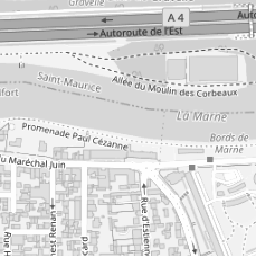 Gravelle
A 4
Autoroute de l'Est
Saint-Maurice
Allée du Moulin des Corbeaux
La Marne
Promenade Paul Cézanne
Bords de
Marne
du Maréchal Juin
Rue d'Estienne